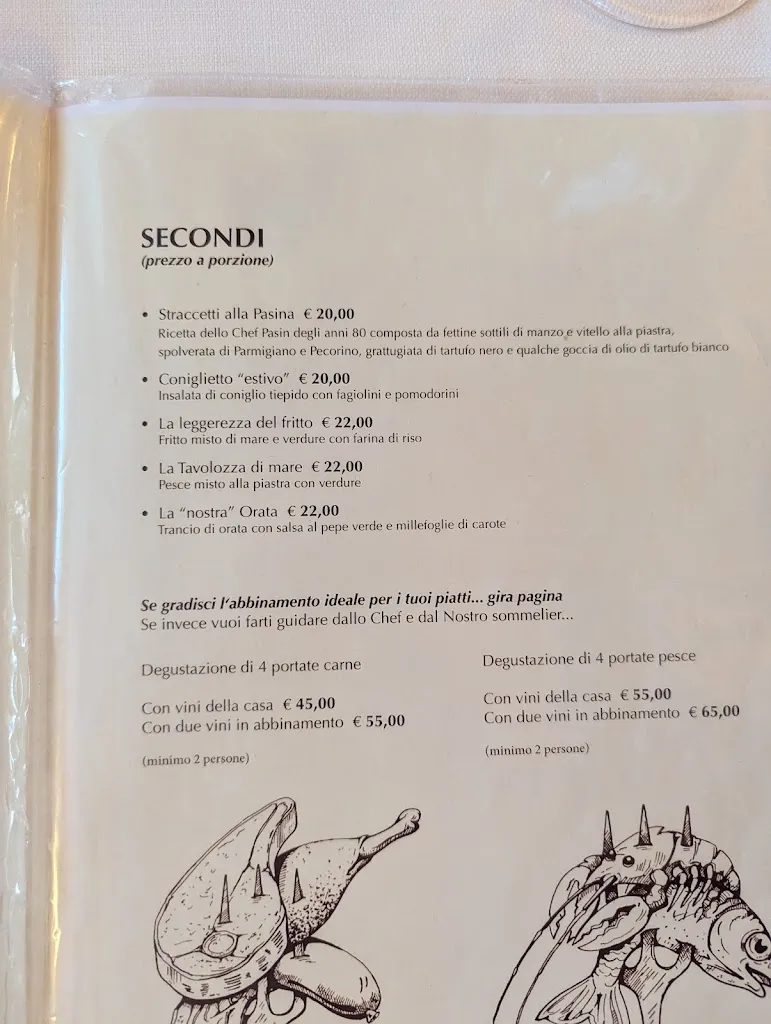 SECONDI
(prezzo a porzione)
• Straccetti alla Pasina € 20,00
Ricetta dello Chef Pasin degli anni 80 composta da fettine sottili di manzo e vitello alla piastra,
spolverata di Parmigiano e Pecorino, grattugiata di tartufo nero e qualche goccia di olio di tartufo bianco
• Coniglietto “estivo” € 20,00
Insalata di coniglio tiepido con fagiolini e pomodorini
• La leggerezza del fritto € 22,00
Fritto misto di mare e verdure con farina di riso
• La Tavolozza di mare € 22,00
Pesce misto alla piastra con verdure
• La “nostra” Orata € 22,00
Trancio di orata con salsa al pepe verde e millefoglie di carote
Se gradisci l'abbinamento ideale per i tuoi piatti... gira pagina
Se invece vuoi farti guidare dallo Chef e dal Nostro sommelier...
Degustazione di 4 portate carne
Con vini della casa € 45,00
Con due vini in abbinamento € 55,00
(minimo 2 persone)
Degustazione di 4 portate pesce
Con vini della casa € 55,00
Con due vini in abbinamento € 65,00
(minimo 2 persone)